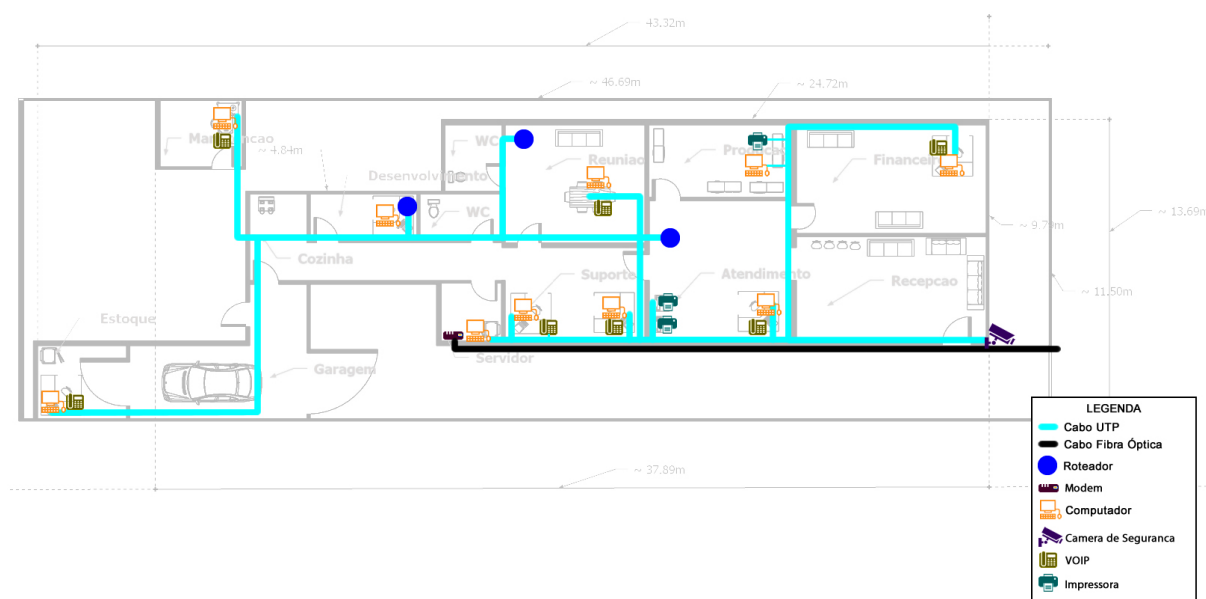 43,32m
~ 46.69m
~ 24.72m
WC
Reuniao
Financeiro
~ 4.84m
Desenvolvimento
WC
~ 13.69m
~ 9.79m
Cozinha
Suporte
Atendimento
Recepcao
~ 11.50m
Estoque
Servidor
Garagem
LEGENDA
Cabo UTP
Cabo Fibra Óptica
Roteador
Modem
Computador
Camera de Seguranca
VOIP
Impressora
~ 37.89m